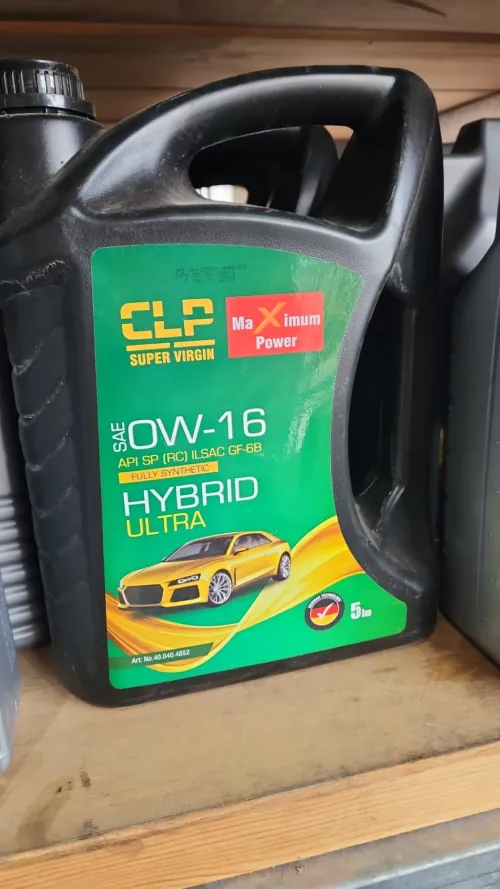 CLP
SUPER VIRGIN
MaXimum
Power
SAE 0W-16
API SP (RC) ILSAC GF-6B
FULLY SYNTHETIC
HYBRID
ULTRA
5
Art: No.40.040.4852